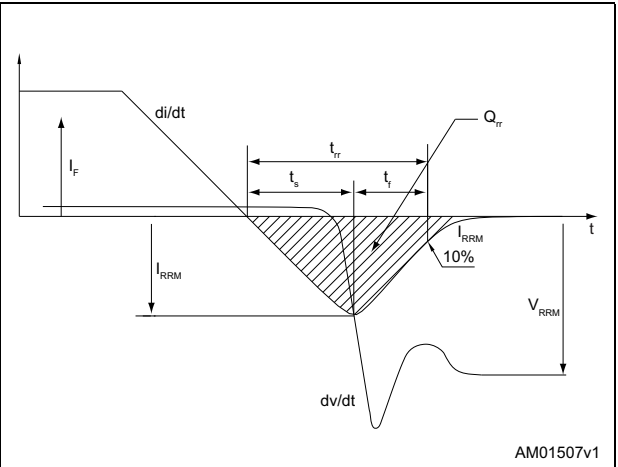 di/dt
Q_rr
t_rr
I_F
t_s
t_f
I_RRM
t
10%
I_RRM
V_RRM
dv/dt
AM01507v1